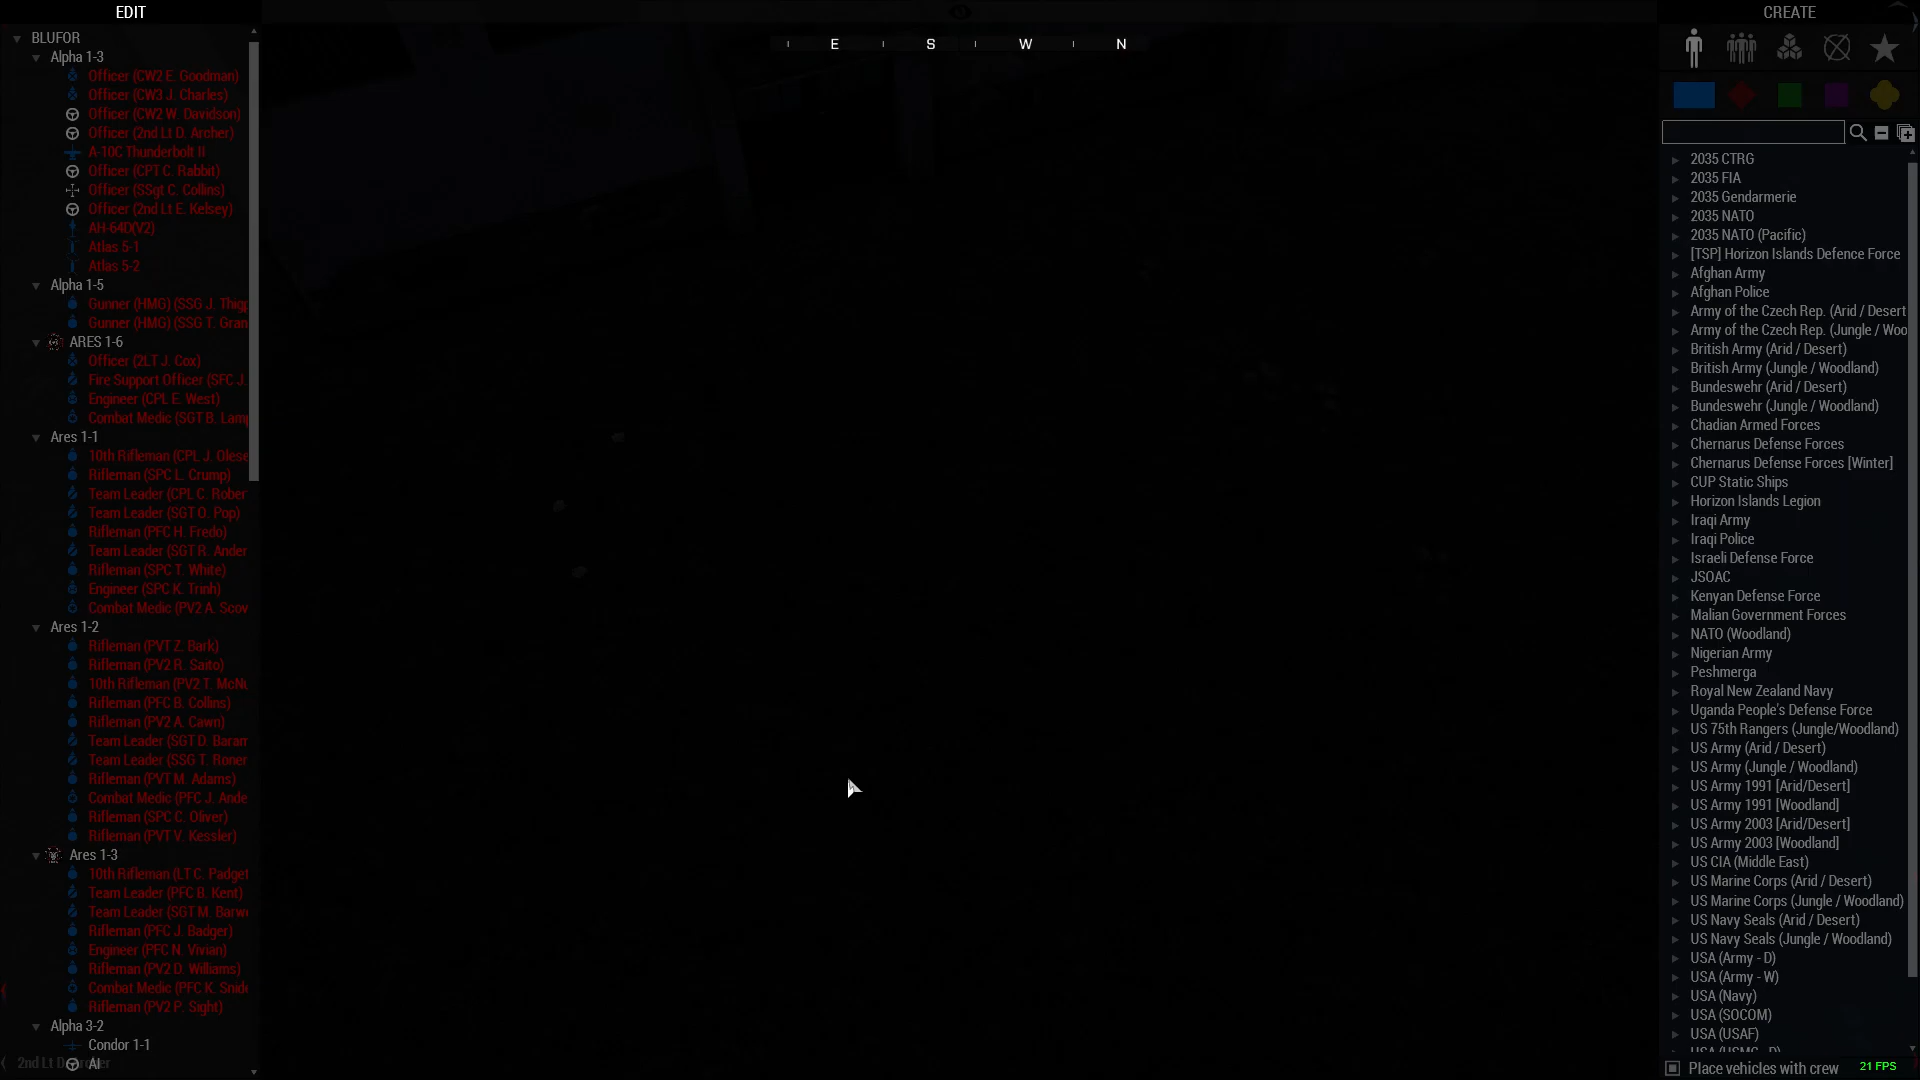 EDIT
BLUFOR
Alpha 1-3
Officer (CW2 E. Goodman)
Officer (CW3 J. Charles)
Officer (CW2 W. Davidson)
Officer (2nd Lt D. Archer)
A-10C Thunderbolt II
Officer (CPT C. Rabbit)
Officer (SSgt C. Collins)
Officer (2nd Lt E. Kelsey)
AH-64D(V2)
Atlas 5-1
Atlas 5-2
Alpha 1-5
Gunner (HMG) (SSG J. Thigp
Gunner (HMG) (SSG T. Gran
ARES 1-6
Officer (2LT J. Cox)
Fire Support Officer (SFC J.
Engineer (CPL E. West)
Combat Medic (SGT B. Lamp
Ares 1-1
10th Rifleman (CPL J. Olese
Rifleman (SPC L. Crump)
Team Leader (CPL C. Rober
Team Leader (SGT O. Pop)
Rifleman (PFC H. Fredo)
Team Leader (SGT R. Ander
Rifleman (SPC T. White)
Engineer (SPC K. Trinh)
Combat Medic (PV2 A. Scov
Ares 1-2
Rifleman (PVT Z. Bark)
Rifleman (PV2 R. Saito)
10th Rifleman (PV2 T. McNu
Rifleman (PFC B. Collins)
Rifleman (PV2 A. Cawn)
Team Leader (SGT D. Baram
Team Leader (SSG T. Roner
Rifleman (PVT M. Adams)
Combat Medic (PFC J. Ande
Rifleman (SPC C. Oliver)
Rifleman (PVT V. Kessler)
Ares 1-3
10th Rifleman (LT C. Padget
Team Leader (PFC B. Kent)
Team Leader (SGT M. Barwe
Rifleman (PFC J. Badger)
Engineer (PFC N. Vivian)
Rifleman (PV2 D. Williams)
Combat Medic (PFC K. Snide
Rifleman (PV2 P. Sight)
Alpha 3-2
Condor 1-1
AI
E S W N
CREATE
2035 CTRG
2035 FIA
2035 Gendarmerie
2035 NATO
2035 NATO (Pacific)
[TSP] Horizon Islands Defence Force
Afghan Army
Afghan Police
Army of the Czech Rep. (Arid / Desert
Army of the Czech Rep. (Jungle / Woo
British Army (Arid / Desert)
British Army (Jungle / Woodland)
Bundeswehr (Arid / Desert)
Bundeswehr (Jungle / Woodland)
Chadian Armed Forces
Chernarus Defense Forces
Chernarus Defense Forces [Winter]
CUP Static Ships
Horizon Islands Legion
Iraqi Army
Iraqi Police
Israeli Defense Force
JSOAC
Kenyan Defense Force
Malian Government Forces
NATO (Woodland)
Nigerian Army
Peshmerga
Royal New Zealand Navy
Uganda People's Defense Force
US 75th Rangers (Jungle/Woodland)
US Army (Arid / Desert)
US Army (Jungle / Woodland)
US Army 1991 [Arid/Desert]
US Army 1991 [Woodland]
US Army 2003 [Arid/Desert]
US Army 2003 [Woodland]
US CIA (Middle East)
US Marine Corps (Arid / Desert)
US Marine Corps (Jungle / Woodland)
US Navy Seals (Arid / Desert)
US Navy Seals (Jungle / Woodland)
USA (Army - D)
USA (Army - W)
USA (Navy)
USA (SOCOM)
USA (USAF)
USA (USMC - D)
Place vehicles with crew
21 FPS